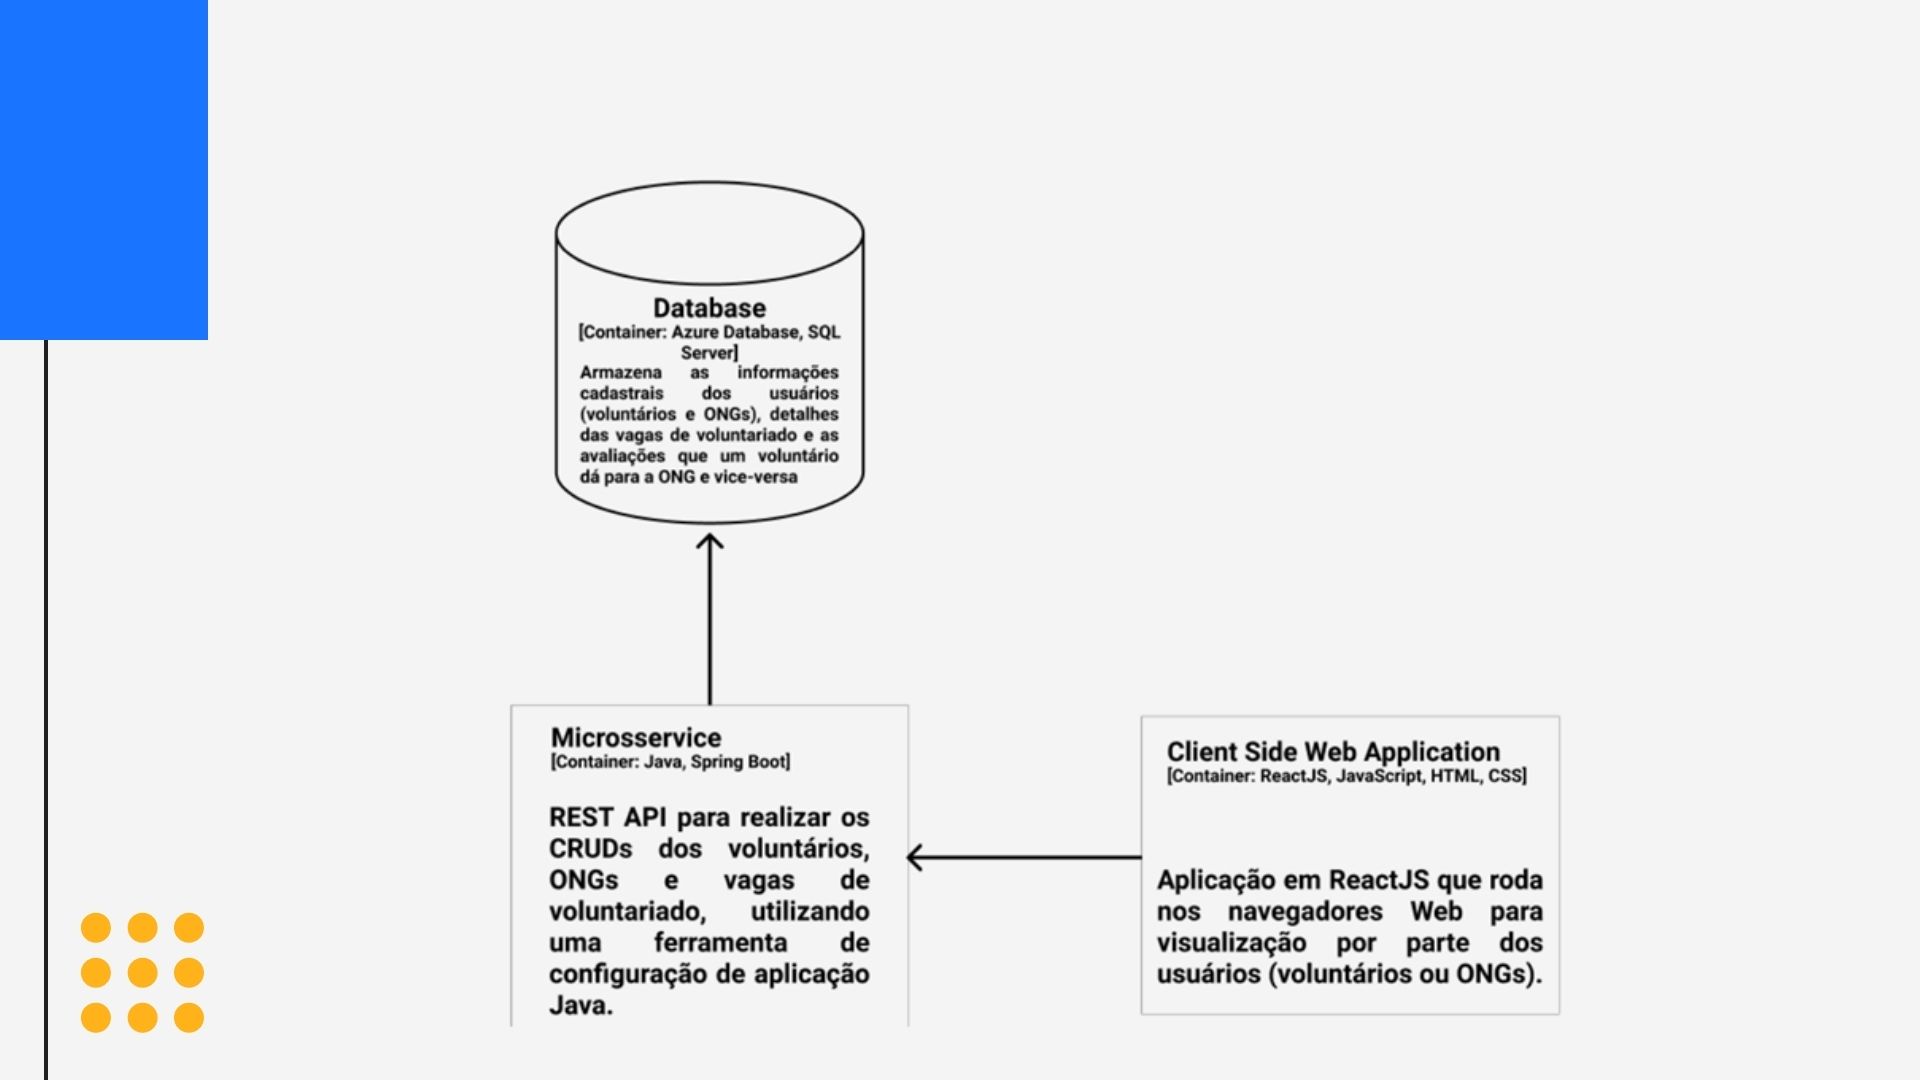 Database
[Container: Azure Database, SQL
Server]
Armazena as informações
cadastrais dos usuários
(voluntários e ONGs), detalhes
das vagas de voluntariado e as
avaliações que um voluntário
dá para a ONG e vice-versa
Microsservice
[Container: Java, Spring Boot]
REST API para realizar os
CRUDs dos voluntários,
ONGs e vagas de
voluntariado, utilizando
uma ferramenta de
configuração de aplicação
Java.
Client Side Web Application
[Container: ReactJS, JavaScript, HTML, CSS]
Aplicação em ReactJS que roda
nos navegadores Web para
visualização por parte dos
usuários (voluntários ou ONGs).